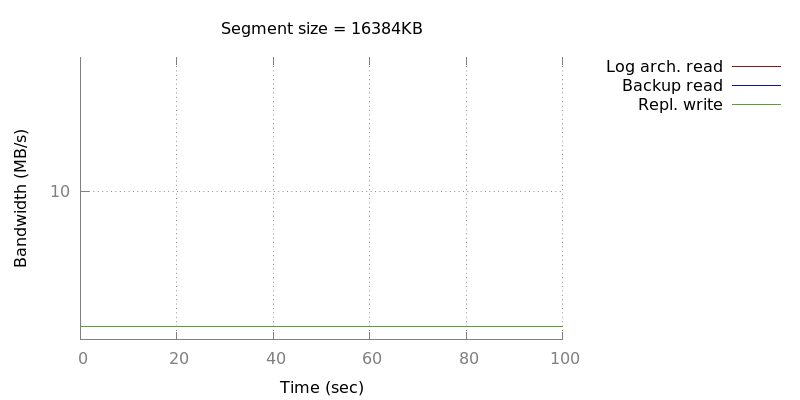 Segment size = 16384KB
Log arch. read
Backup read
Repl. write
Bandwidth (MB/s)
10
0 20 40 60 80 100
Time (sec)